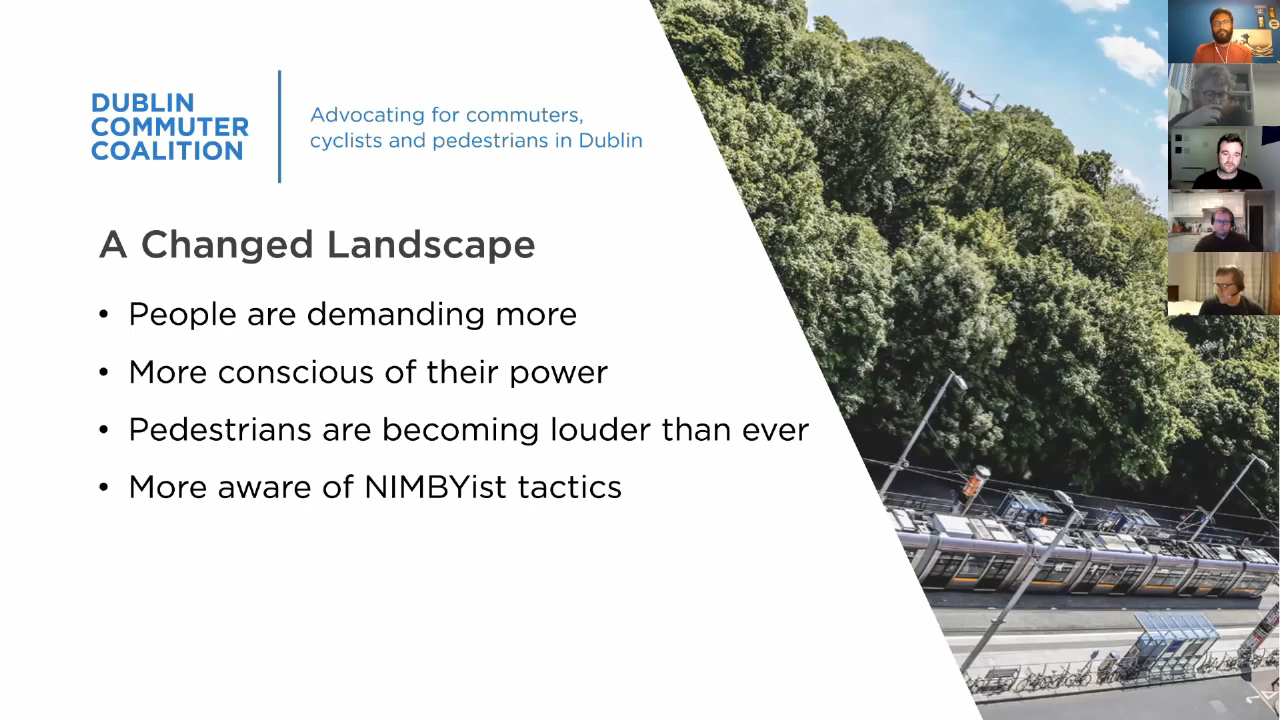 DUBLIN
COMMUTER
COALITION
Advocating for commuters,
cyclists and pedestrians in Dublin
A Changed Landscape
• People are demanding more
• More conscious of their power
• Pedestrians are becoming louder than ever
• More aware of NIMBYist tactics